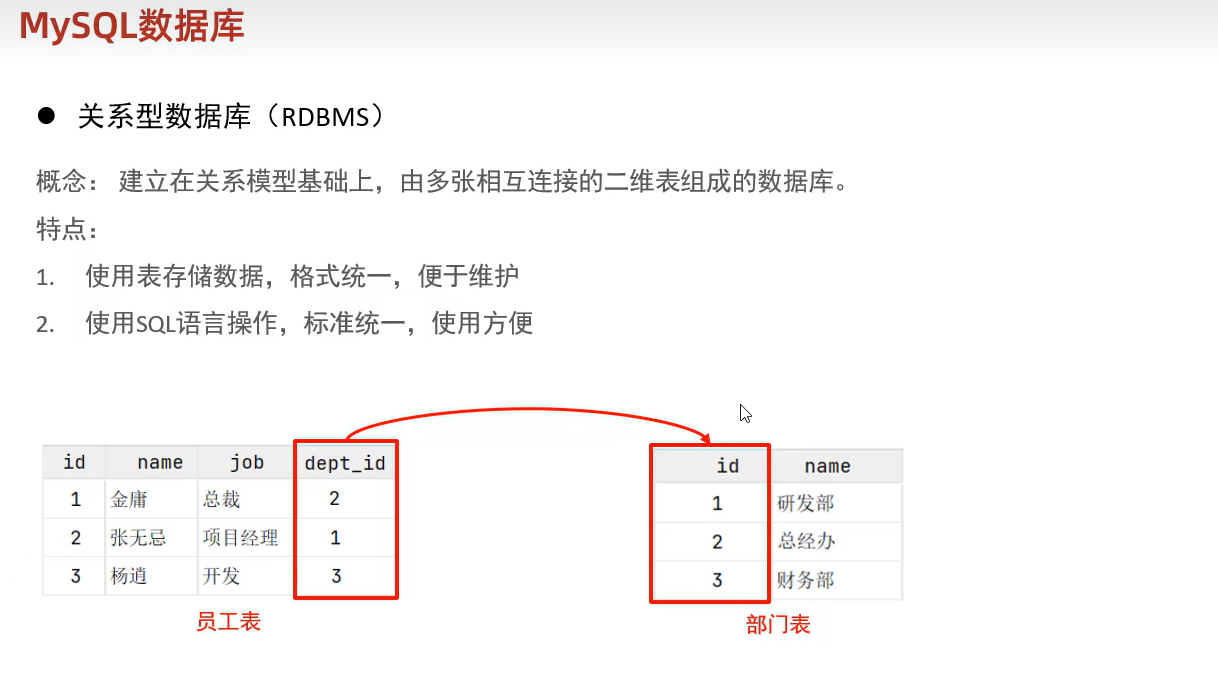 MySQL数据库
● 关系型数据库（RDBMS）
概念： 建立在关系模型基础上，由多张相互连接的二维表组成的数据库。
特点：
1. 使用表存储数据，格式统一，便于维护
2. 使用SQL语言操作，标准统一，使用方便
id name job dept_id
1 金庸 总裁 2
2 张无忌 项目经理 1
3 杨逍 开发 3
员工表
id name
1 研发部
2 总经办
3 财务部
部门表